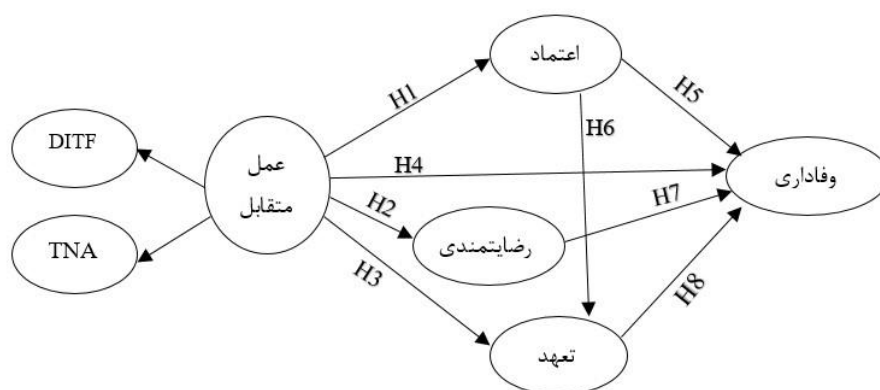 اعتماد
H1
H5
DITF
H6
عمل
متقابل
H4
وفاداری
H2
H7
TNA
رضایتمندی
H3
H8
تعهد